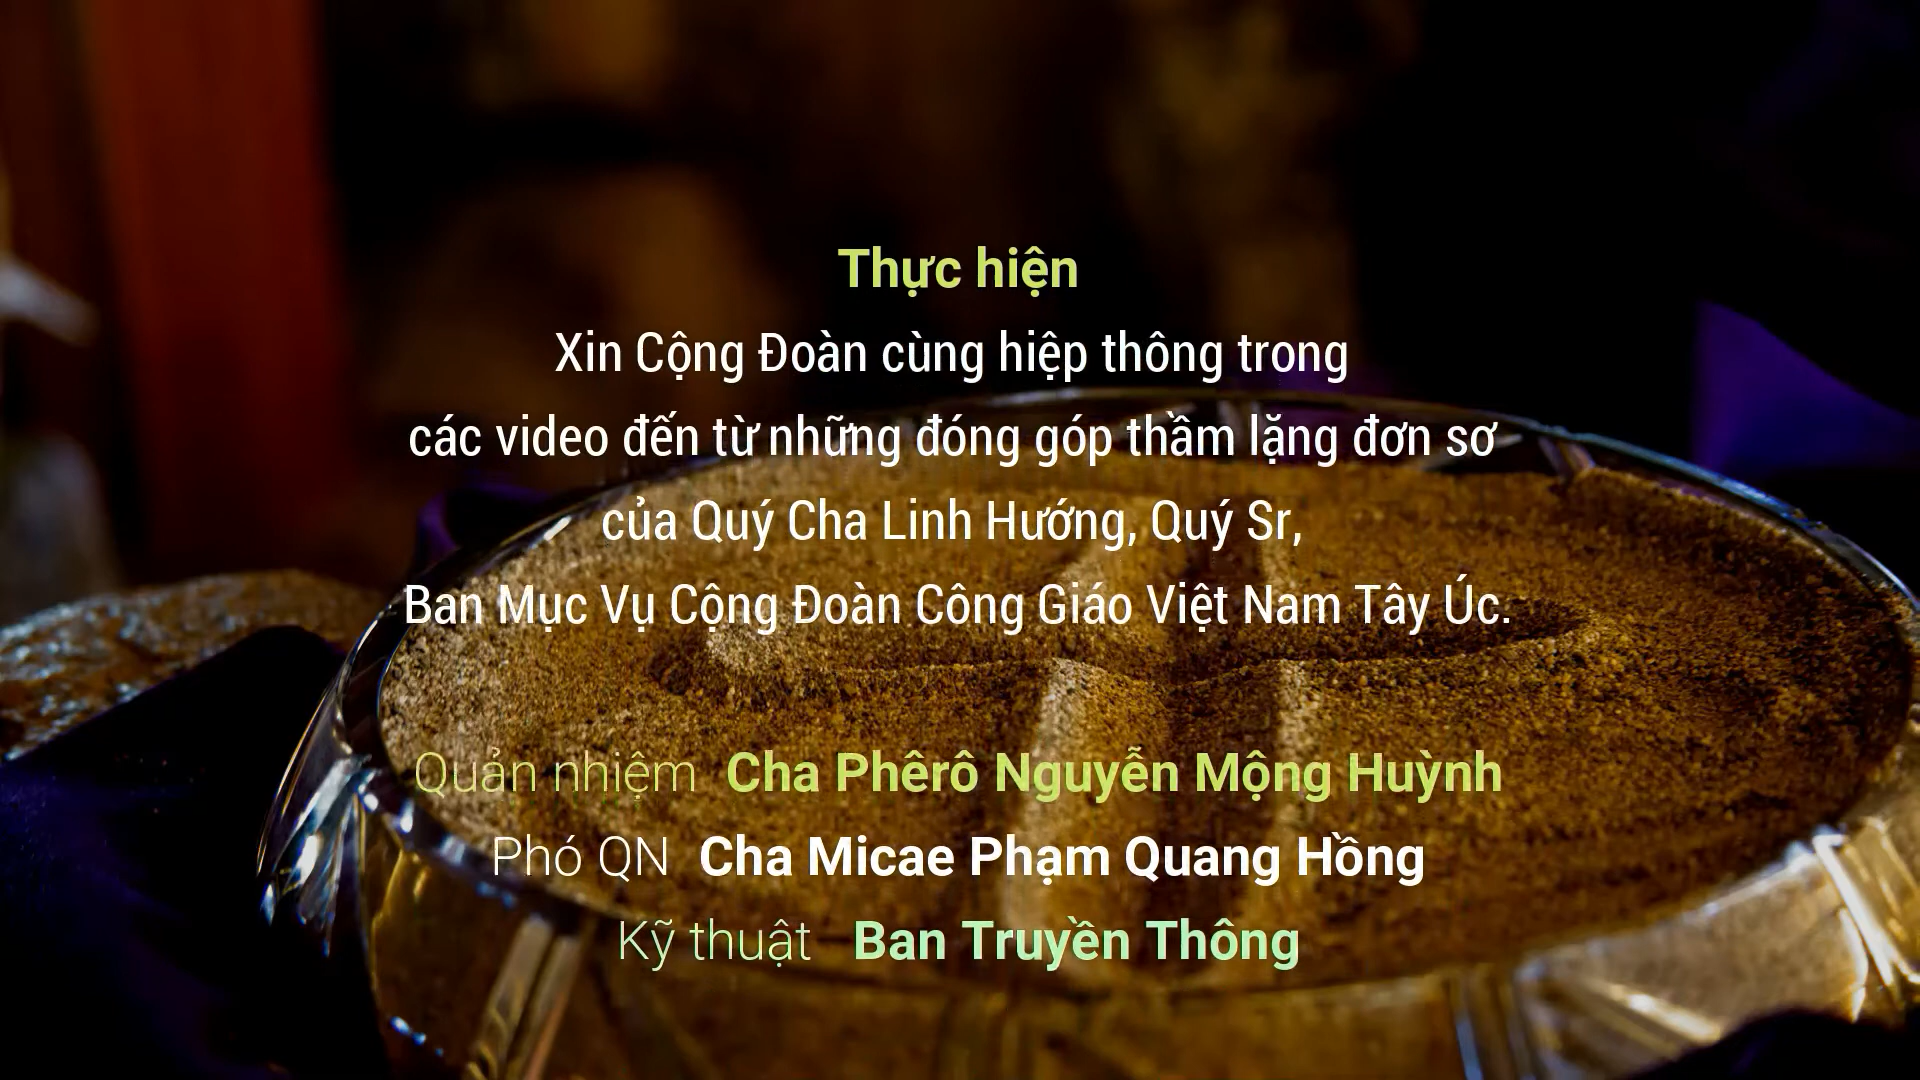 Thực hiện
Xin Cộng Đoàn cùng hiệp thông trong
các video đến từ những đóng góp thầm lặng đơn sơ
của Quý Cha Linh Hướng, Quý Sr,
Ban Mục Vụ Cộng Đoàn Công Giáo Việt Nam Tây Úc.
Quản nhiệm Cha Phêrô Nguyễn Mộng Huỳnh
Phó QN Cha Micae Phạm Quang Hồng
Kỹ thuật Ban Truyền Thông